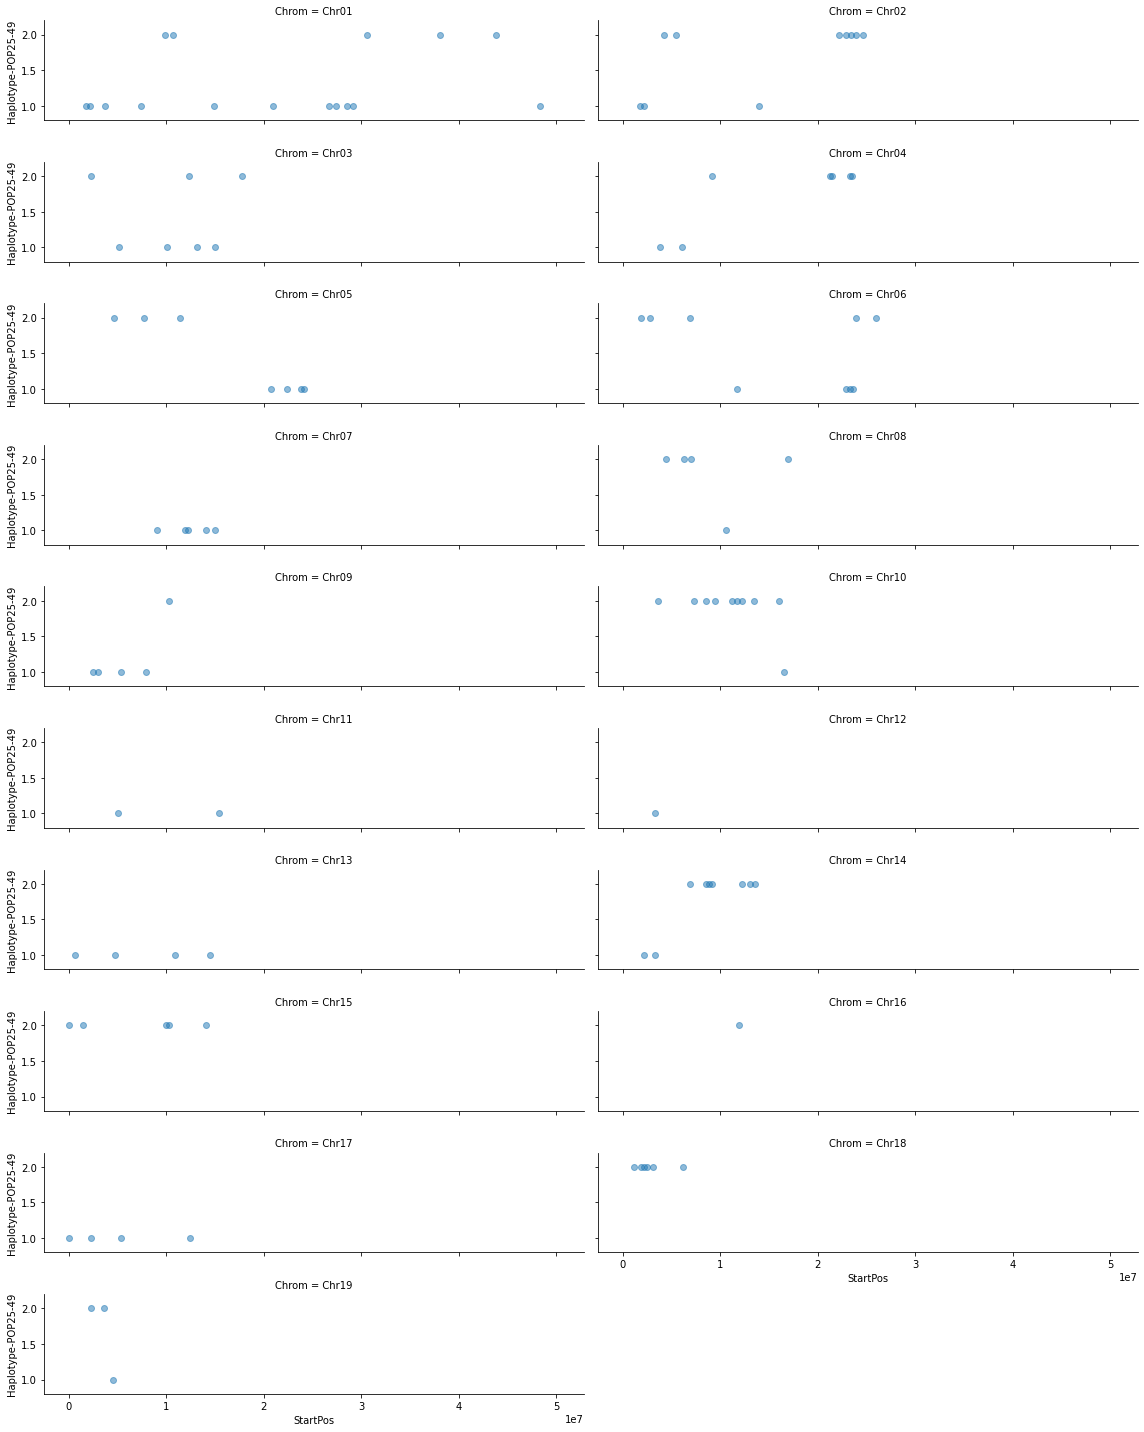 Chrom = Chr01
Chrom = Chr02
Haplotype-POP25-49
2.0
1.5
1.0
Chrom = Chr03
Chrom = Chr04
Haplotype-POP25-49
2.0
1.5
1.0
Chrom = Chr05
Chrom = Chr06
Haplotype-POP25-49
2.0
1.5
1.0
Chrom = Chr07
Chrom = Chr08
Haplotype-POP25-49
2.0
1.5
1.0
Chrom = Chr09
Chrom = Chr10
Haplotype-POP25-49
2.0
1.5
1.0
Chrom = Chr11
Chrom = Chr12
Haplotype-POP25-49
2.0
1.5
1.0
Chrom = Chr13
Chrom = Chr14
Haplotype-POP25-49
2.0
1.5
1.0
Chrom = Chr15
Chrom = Chr16
Haplotype-POP25-49
2.0
1.5
1.0
Chrom = Chr17
Chrom = Chr18
Haplotype-POP25-49
2.0
1.5
1.0
0 1 2 3 4 5
StartPos
1e7
Chrom = Chr19
Haplotype-POP25-49
2.0
1.5
1.0
0 1 2 3 4 5
StartPos
1e7